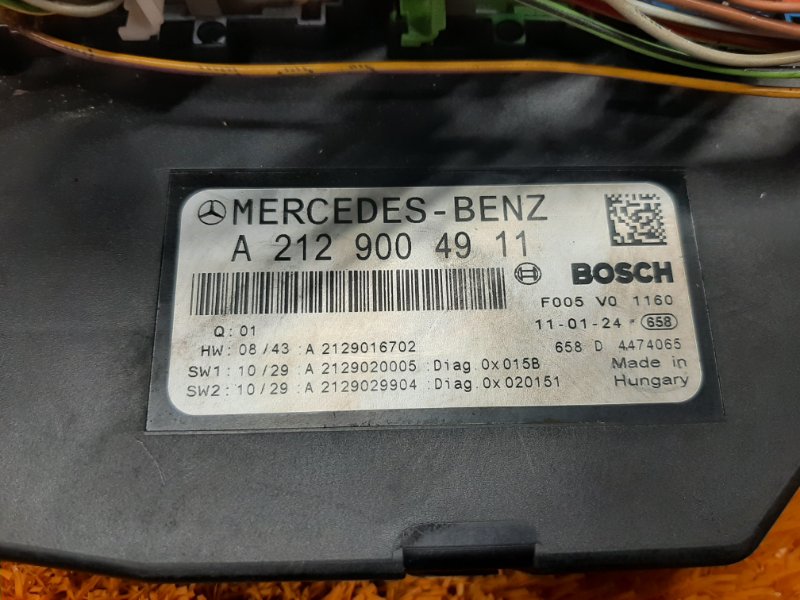 MERCEDES-BENZ
A 212 900 49 11
BOSCH
F005 V0 1160
Q: 01
11-01-24 * 658
HW: 08/43 :A 2129016702
658 D 4474065
SW1: 10/29 :A 2129020005 :Diag.0x015B
Made in
SW2: 10/29 :A 2129029904 :Diag.0x020151
Hungary